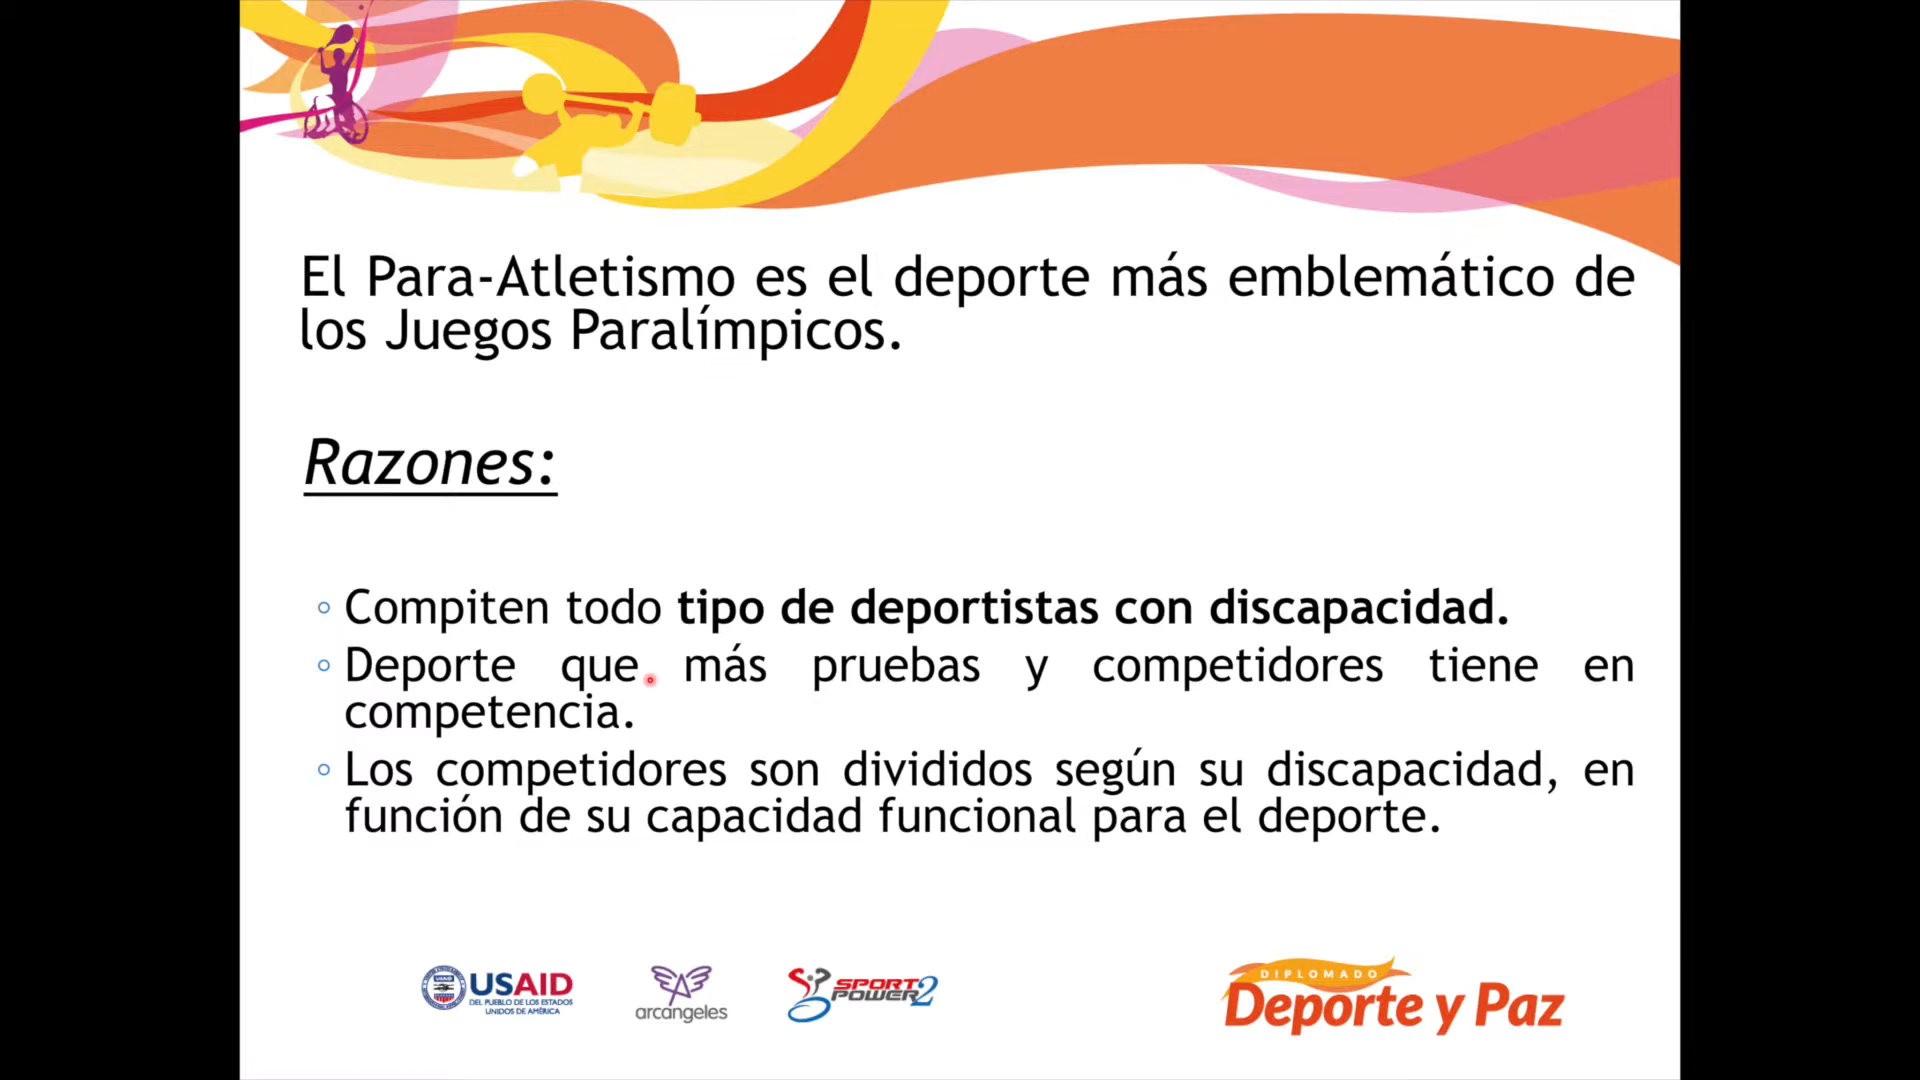 El Para-Atletismo es el deporte más emblemático de
los Juegos Paralímpicos.
Razones:
Compiten todo tipo de deportistas con discapacidad.
Deporte que más pruebas y competidores tiene en
competencia.
Los competidores son divididos según su discapacidad, en
función de su capacidad funcional para el deporte.
USAID
DEL PUEBLO DE LOS ESTADOS
UNIDOS DE AMÉRICA
arcángeles
SPORT
POWER2
DIPLOMADO
Deporte y Paz